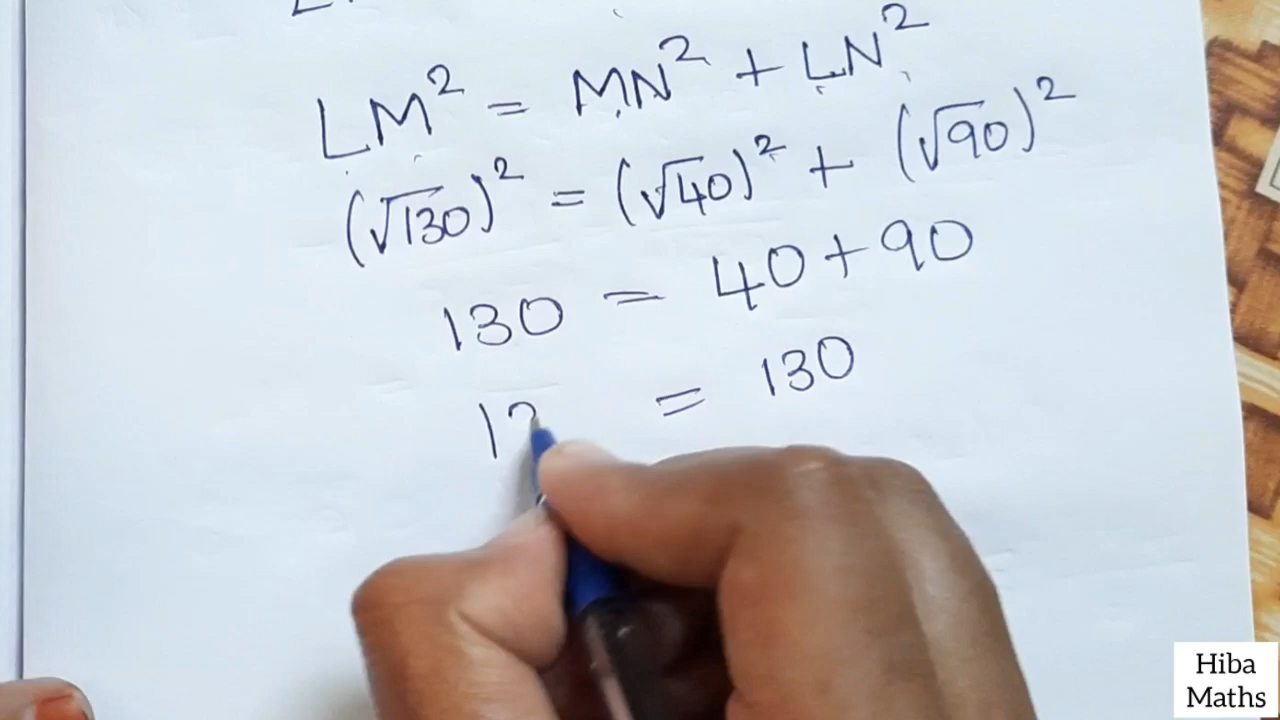 LM² = MN² + LN²
(√130)² = (√40)² + (√90)²
130 = 40 + 90
= 130
Hiba
Maths